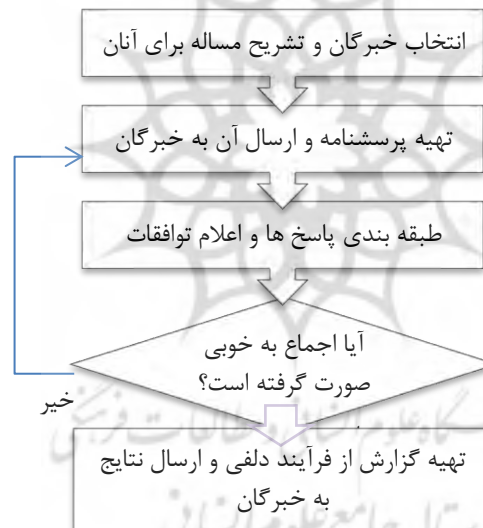 انتخاب خبرگان و تشریح مساله برای آنان
تهیه پرسشنامه و ارسال آن به خبرگان
طبقه بندی پاسخ ها و اعلام توافقات
آیا اجماع به خوبی
صورت گرفته است؟
خیر
تهیه گزارش از فرآیند دلفی و ارسال نتایج
به خبرگان